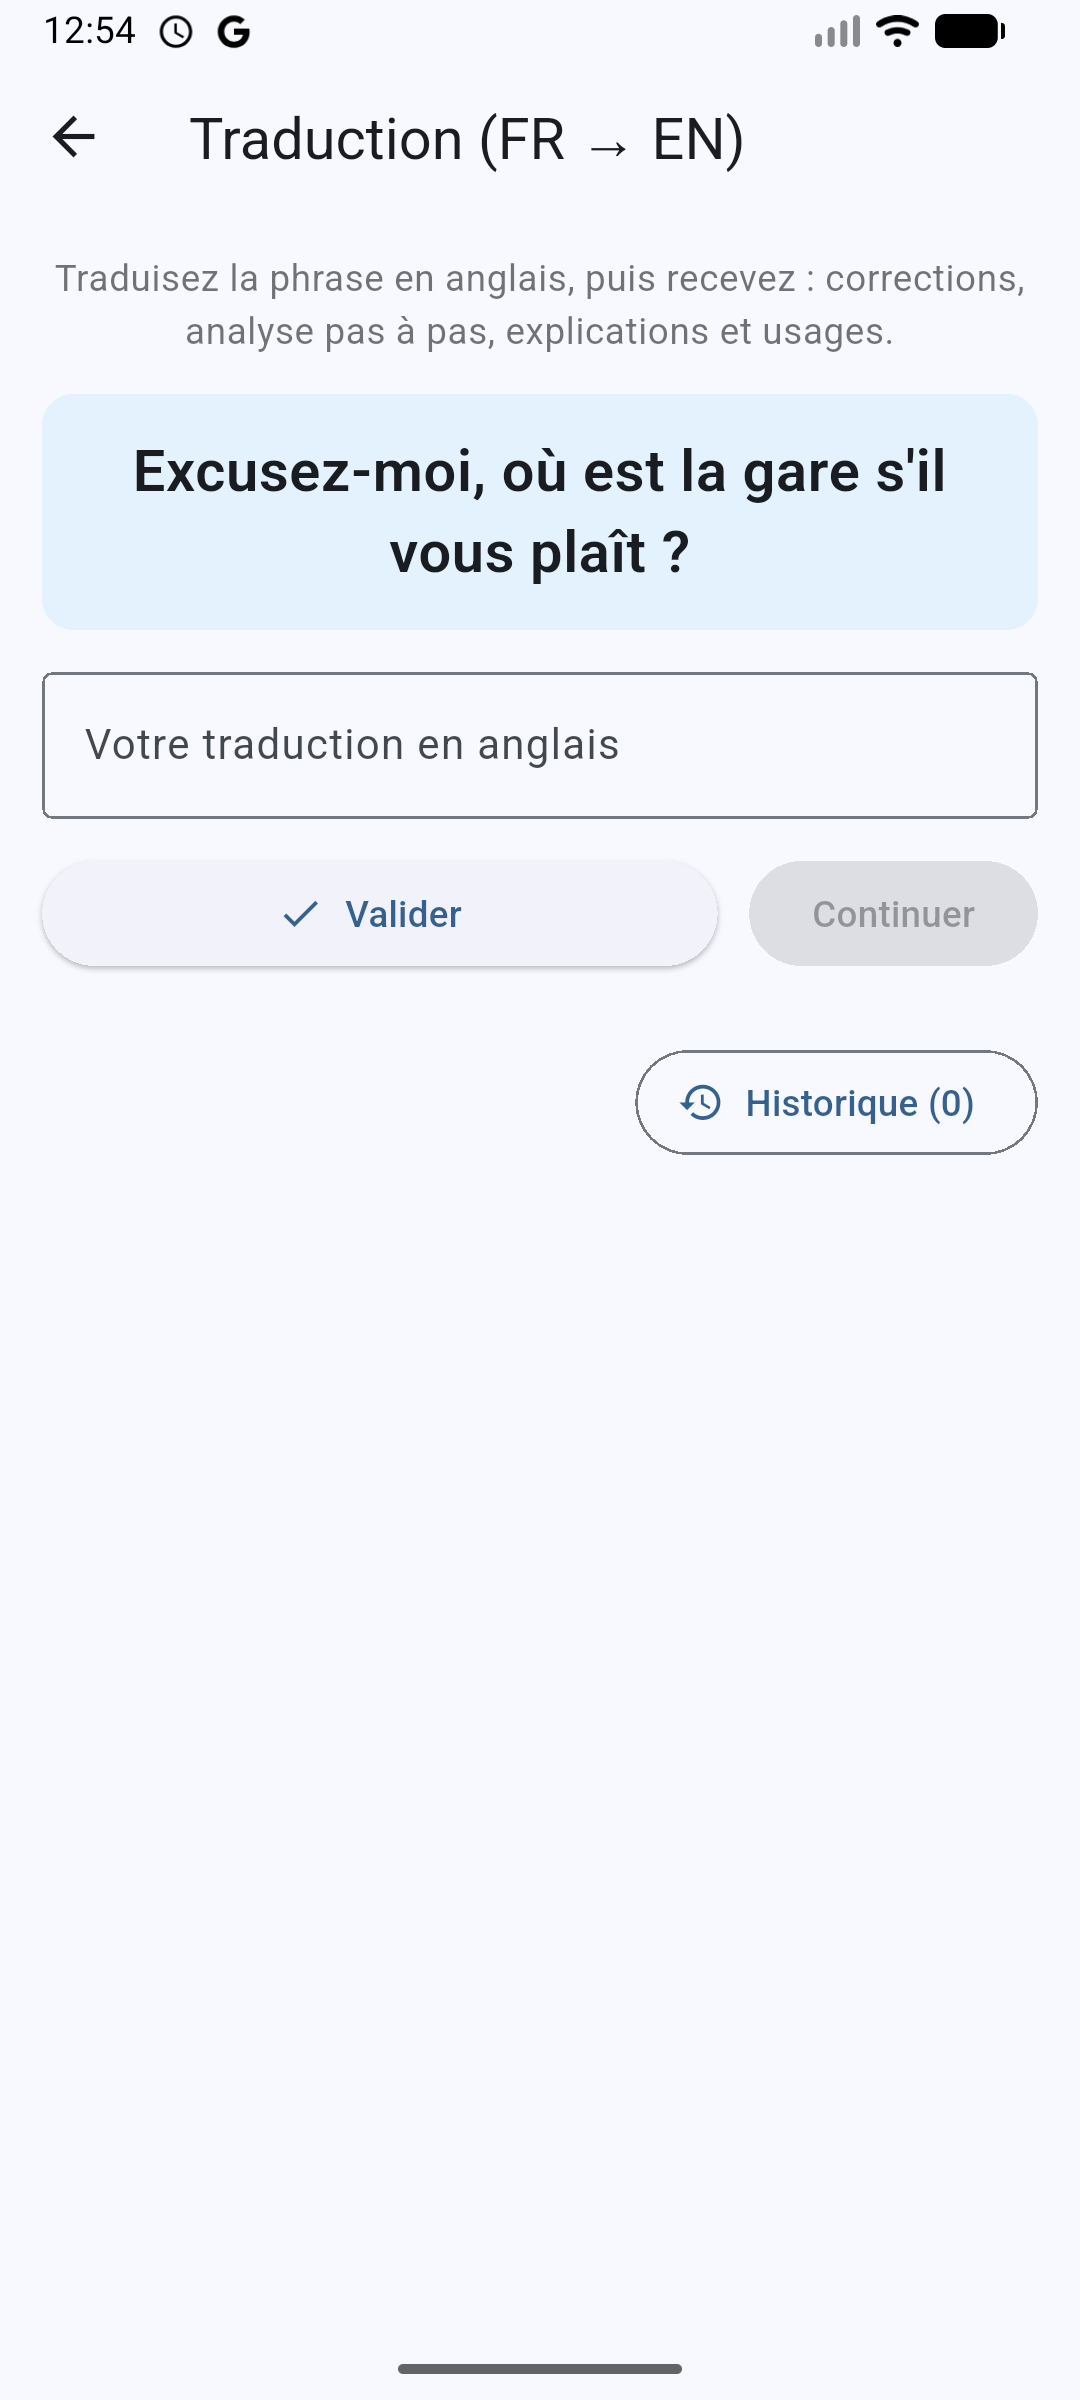 12:54
Traduction (FR → EN)
Traduisez la phrase en anglais, puis recevez : corrections,
analyse pas à pas, explications et usages.
Excusez-moi, où est la gare s'il
vous plaît ?
Votre traduction en anglais
Valider
Continuer
Historique (0)